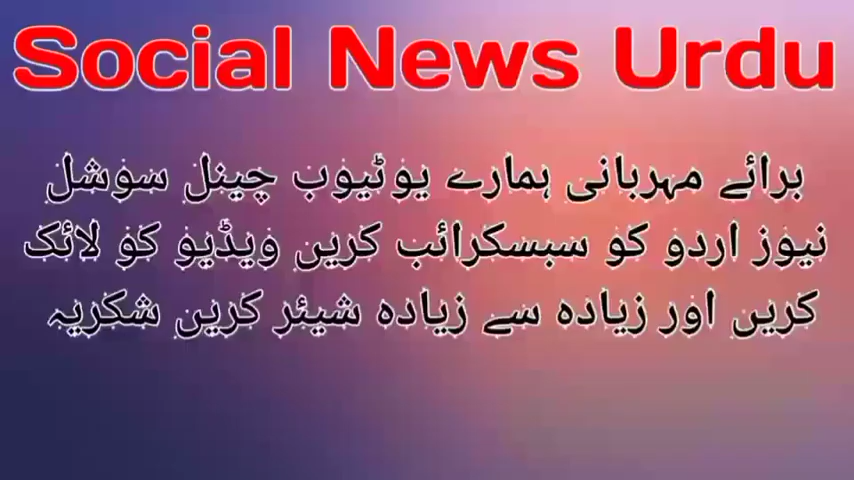 Social News Urdu
برائے مہربانی ہمارے یوٹیوب چینل سوشل
نیوز اردو کو سبسکرائب کریں ویڈیو کو لائک
کریں اور زیادہ سے زیادہ شیئر کریں شکریہ